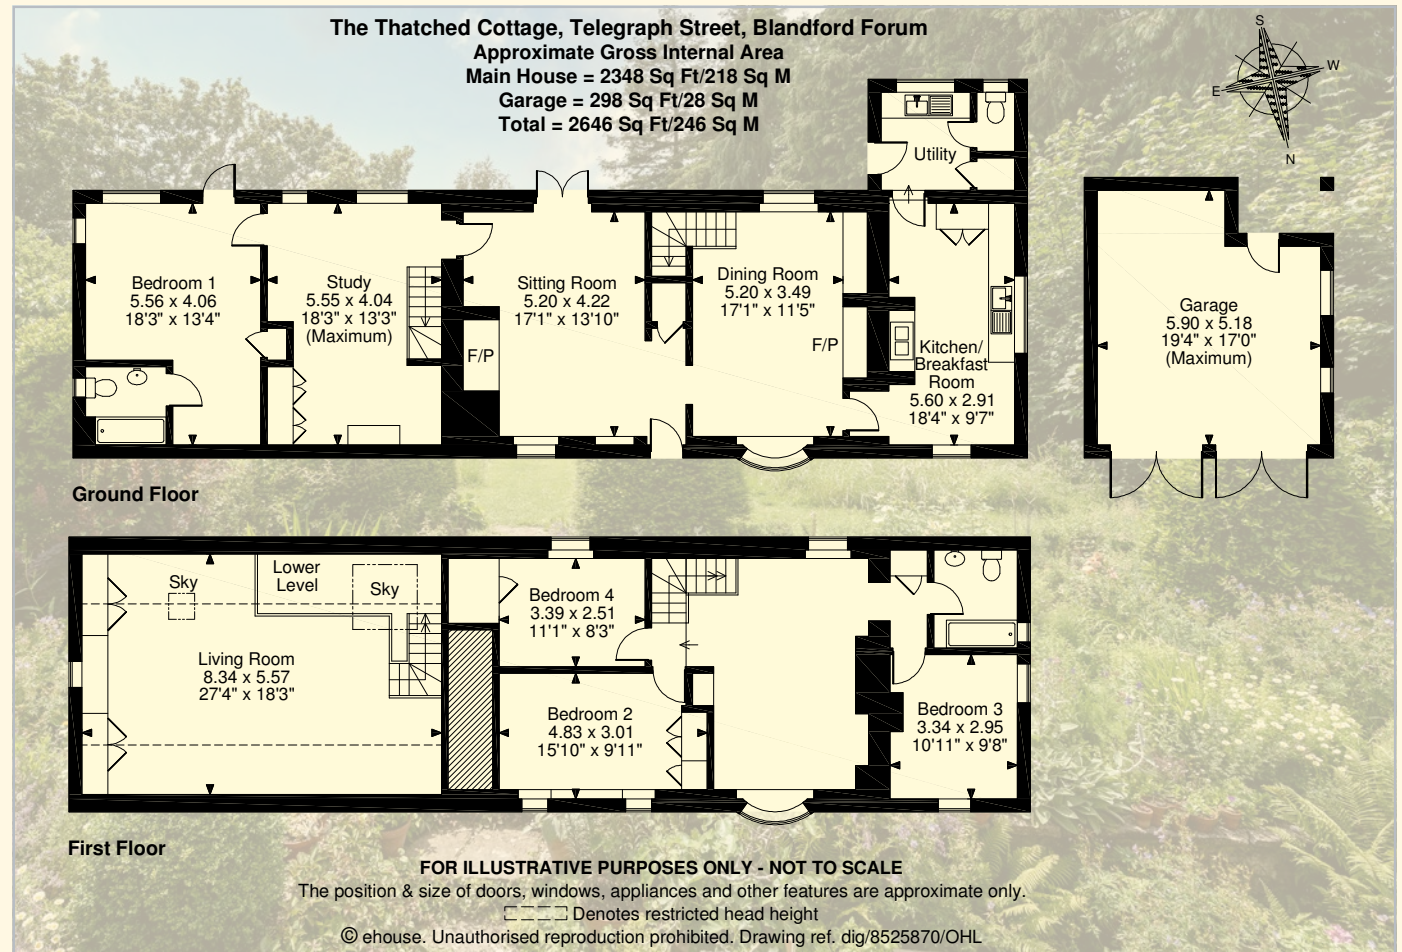 The Thatched Cottage, Telegraph Street, Blandford Forum
Approximate Gross Internal Area
Main House = 2348 Sq Ft/218 Sq M
Garage = 298 Sq Ft/28 Sq M
Total = 2646 Sq Ft/246 Sq M
S
W
E
N
Utility
Bedroom 1
5.56 x 4.06
18'3" x 13'4"
Study
5.55 x 4.04
18'3" x 13'3"
(Maximum)
Sitting Room
5.20 x 4.22
17'1" x 13'10"
F/P
Dining Room
5.20 x 3.49
17'1" x 11'5"
F/P
Kitchen/
Breakfast
Room
5.60 x 2.91
18'4" x 9'7"
Garage
5.90 x 5.18
19'4" x 17'0"
(Maximum)
Ground Floor
Sky
Lower
Level
Sky
Living Room
8.34 x 5.57
27'4" x 18'3"
Bedroom 4
3.39 x 2.51
11'1" x 8'3"
Bedroom 2
4.83 x 3.01
15'10" x 9'11"
Bedroom 3
3.34 x 2.95
10'11" x 9'8"
First Floor
FOR ILLUSTRATIVE PURPOSES ONLY - NOT TO SCALE
The position & size of doors, windows, appliances and other features are approximate only.
Denotes restricted head height
© ehouse. Unauthorised reproduction prohibited. Drawing ref. dig/8525870/OHL